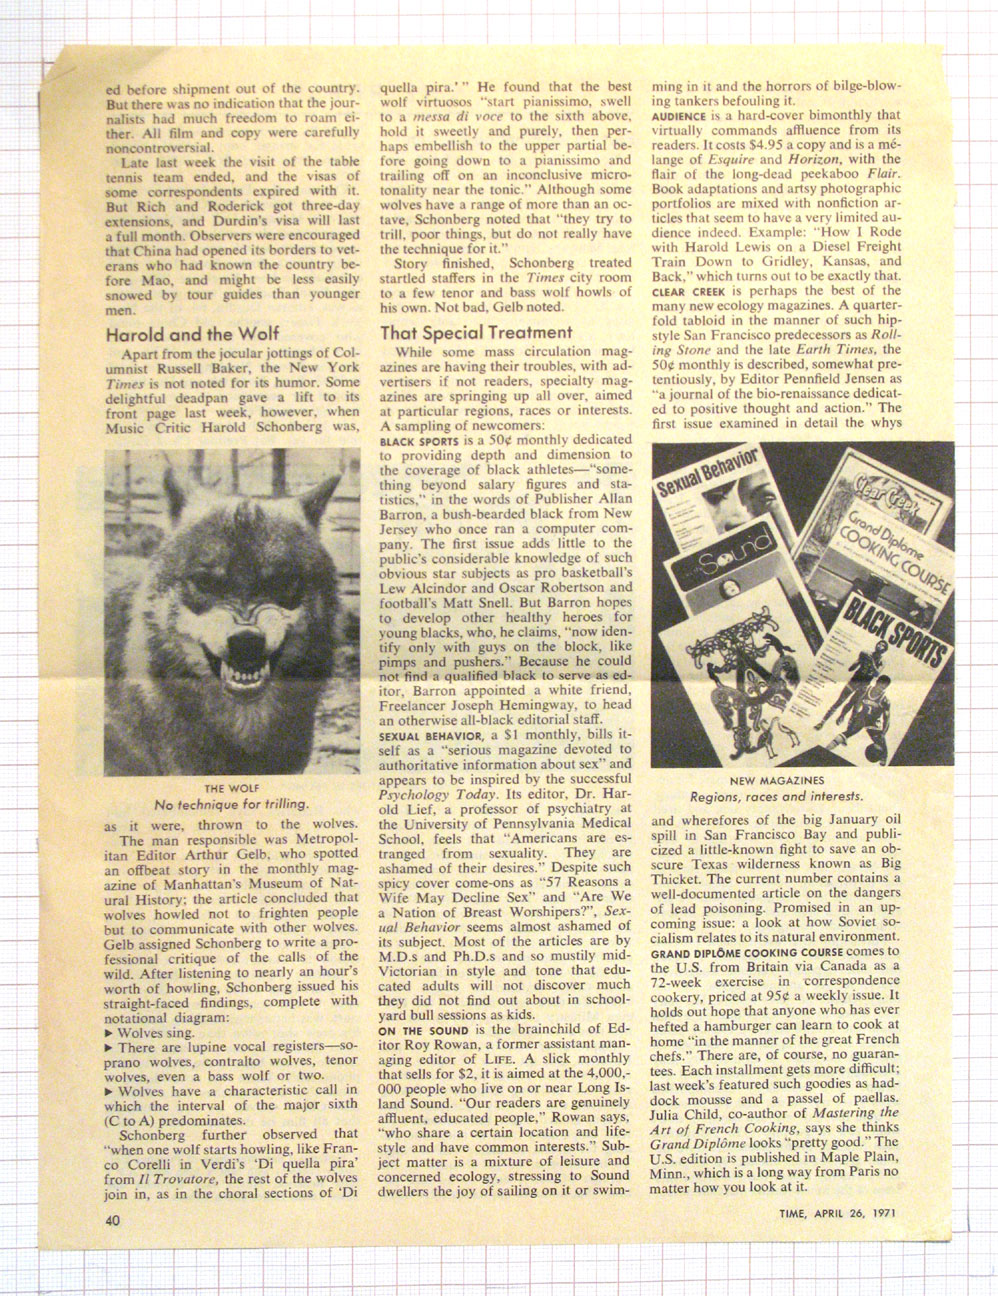 ed before shipment out of the country.
But there was no indication that the jour-
nalists had much freedom to roam ei-
ther. All film and copy were carefully
noncontroversial.
Late last week the visit of the table
tennis team ended, and the visas of
some correspondents expired with it.
But Rich and Roderick got three-day
extensions, and Durdin's visa will last
a full month. Observers were encouraged
that China had opened its borders to vet-
erans who had known the country be-
fore Mao, and might be less easily
snowed by tour guides than younger
men.
Harold and the Wolf
Apart from the jocular jottings of Col-
umnist Russell Baker, the New York
Times is not noted for its humor. Some
delightful deadpan gave a lift to its
front page last week, however, when
Music Critic Harold Schonberg was,
THE WOLF
No technique for trilling.
as it were, thrown to the wolves.
The man responsible was Metropol-
itan Editor Arthur Gelb, who spotted
an offbeat story in the monthly mag-
azine of Manhattan's Museum of Nat-
ural History; the article concluded that
wolves howled not to frighten people
but to communicate with other wolves.
Gelb assigned Schonberg to write a pro-
fessional critique of the calls of the
wild. After listening to nearly an hour's
worth of howling, Schonberg issued his
straight-faced findings, complete with
notational diagram:
▶ Wolves sing.
▶ There are lupine vocal registers—so-
prano wolves, contralto wolves, tenor
wolves, even a bass wolf or two.
▶ Wolves have a characteristic call in
which the interval of the major sixth
(C to A) predominates.
Schonberg further observed that
"when one wolf starts howling, like Fran-
co Corelli in Verdi's 'Di quella pira'
from Il Trovatore, the rest of the wolves
join in, as in the choral sections of 'Di
40
quella pira.' " He found that the best
wolf virtuosos "start pianissimo, swell
to a messa di voce to the sixth above,
hold it sweetly and purely, then per-
haps embellish to the upper partial be-
fore going down to a pianissimo and
trailing off on an inconclusive micro-
tonality near the tonic." Although some
wolves have a range of more than an oc-
tave, Schonberg noted that "they try to
trill, poor things, but do not really have
the technique for it."
Story finished, Schonberg treated
startled staffers in the Times city room
to a few tenor and bass wolf howls of
his own. Not bad, Gelb noted.
That Special Treatment
While some mass circulation mag-
azines are having their troubles, with ad-
vertisers if not readers, specialty mag-
azines are springing up all over, aimed
at particular regions, races or interests.
A sampling of newcomers:
BLACK SPORTS is a 50¢ monthly dedicated
to providing depth and dimension to
the coverage of black athletes—"some-
thing beyond salary figures and sta-
tistics," in the words of Publisher Allan
Barron, a bush-bearded black from New
Jersey who once ran a computer com-
pany. The first issue adds little to the
public's considerable knowledge of such
obvious star subjects as pro basketball's
Lew Alcindor and Oscar Robertson and
football's Matt Snell. But Barron hopes
to develop other healthy heroes for
young blacks, who, he claims, "now iden-
tify only with guys on the block, like
pimps and pushers." Because he could
not find a qualified black to serve as ed-
itor, Barron appointed a white friend,
Freelancer Joseph Hemingway, to head
an otherwise all-black editorial staff.
SEXUAL BEHAVIOR, a $1 monthly, bills it-
self as a "serious magazine devoted to
authoritative information about sex" and
appears to be inspired by the successful
Psychology Today. Its editor, Dr. Har-
old Lief, a professor of psychiatry at
the University of Pennsylvania Medical
School, feels that "Americans are es-
tranged from sexuality. They are
ashamed of their desires." Despite such
spicy cover come-ons as "57 Reasons a
Wife May Decline Sex" and "Are We
a Nation of Breast Worshipers?", Sex-
ual Behavior seems almost ashamed of
its subject. Most of the articles are by
M.D.s and Ph.D.s and so mustily mid-
Victorian in style and tone that edu-
cated adults will not discover much
they did not find out about in school-
yard bull sessions as kids.
ON THE SOUND is the brainchild of Ed-
itor Roy Rowan, a former assistant man-
aging editor of LIFE. A slick monthly
that sells for $2, it is aimed at the 4,000,-
000 people who live on or near Long Is-
land Sound. "Our readers are genuinely
affluent, educated people," Rowan says,
"who share a certain location and life-
style and have common interests." Sub-
ject matter is a mixture of leisure and
concerned ecology, stressing to Sound
dwellers the joy of sailing on it or swim-
ming in it and the horrors of bilge-blow-
ing tankers befouling it.
AUDIENCE is a hard-cover bimonthly that
virtually commands affluence from its
readers. It costs $4.95 a copy and is a mé-
lange of Esquire and Horizon, with the
flair of the long-dead peekaboo Flair.
Book adaptations and artsy photographic
portfolios are mixed with nonfiction ar-
ticles that seem to have a very limited au-
dience indeed. Example: "How I Rode
with Harold Lewis on a Diesel Freight
Train Down to Gridley, Kansas, and
Back," which turns out to be exactly that.
CLEAR CREEK is perhaps the best of the
many new ecology magazines. A quarter-
fold tabloid in the manner of such hip-
style San Francisco predecessors as Roll-
ing Stone and the late Earth Times, the
50¢ monthly is described, somewhat pre-
tentiously, by Editor Pennfield Jensen as
"a journal of the bio-renaissance dedicat-
ed to positive thought and action." The
first issue examined in detail the whys
Sexual Behavior
Clear Creek
Sound
Grand Diplôme
COOKING COURSE
BLACK SPORTS
NEW MAGAZINES
Regions, races and interests.
and wherefores of the big January oil
spill in San Francisco Bay and publi-
cized a little-known fight to save an ob-
scure Texas wilderness known as Big
Thicket. The current number contains a
well-documented article on the dangers
of lead poisoning. Promised in an up-
coming issue: a look at how Soviet so-
cialism relates to its natural environment.
GRAND DIPLÔME COOKING COURSE comes to
the U.S. from Britain via Canada as a
72-week exercise in correspondence
cookery, priced at 95¢ a weekly issue. It
holds out hope that anyone who has ever
hefted a hamburger can learn to cook at
home "in the manner of the great French
chefs." There are, of course, no guaran-
tees. Each installment gets more difficult;
last week's featured such goodies as had-
dock mousse and a passel of paellas.
Julia Child, co-author of Mastering the
Art of French Cooking, says she thinks
Grand Diplôme looks "pretty good." The
U.S. edition is published in Maple Plain,
Minn., which is a long way from Paris no
matter how you look at it.
TIME, APRIL 26, 1971